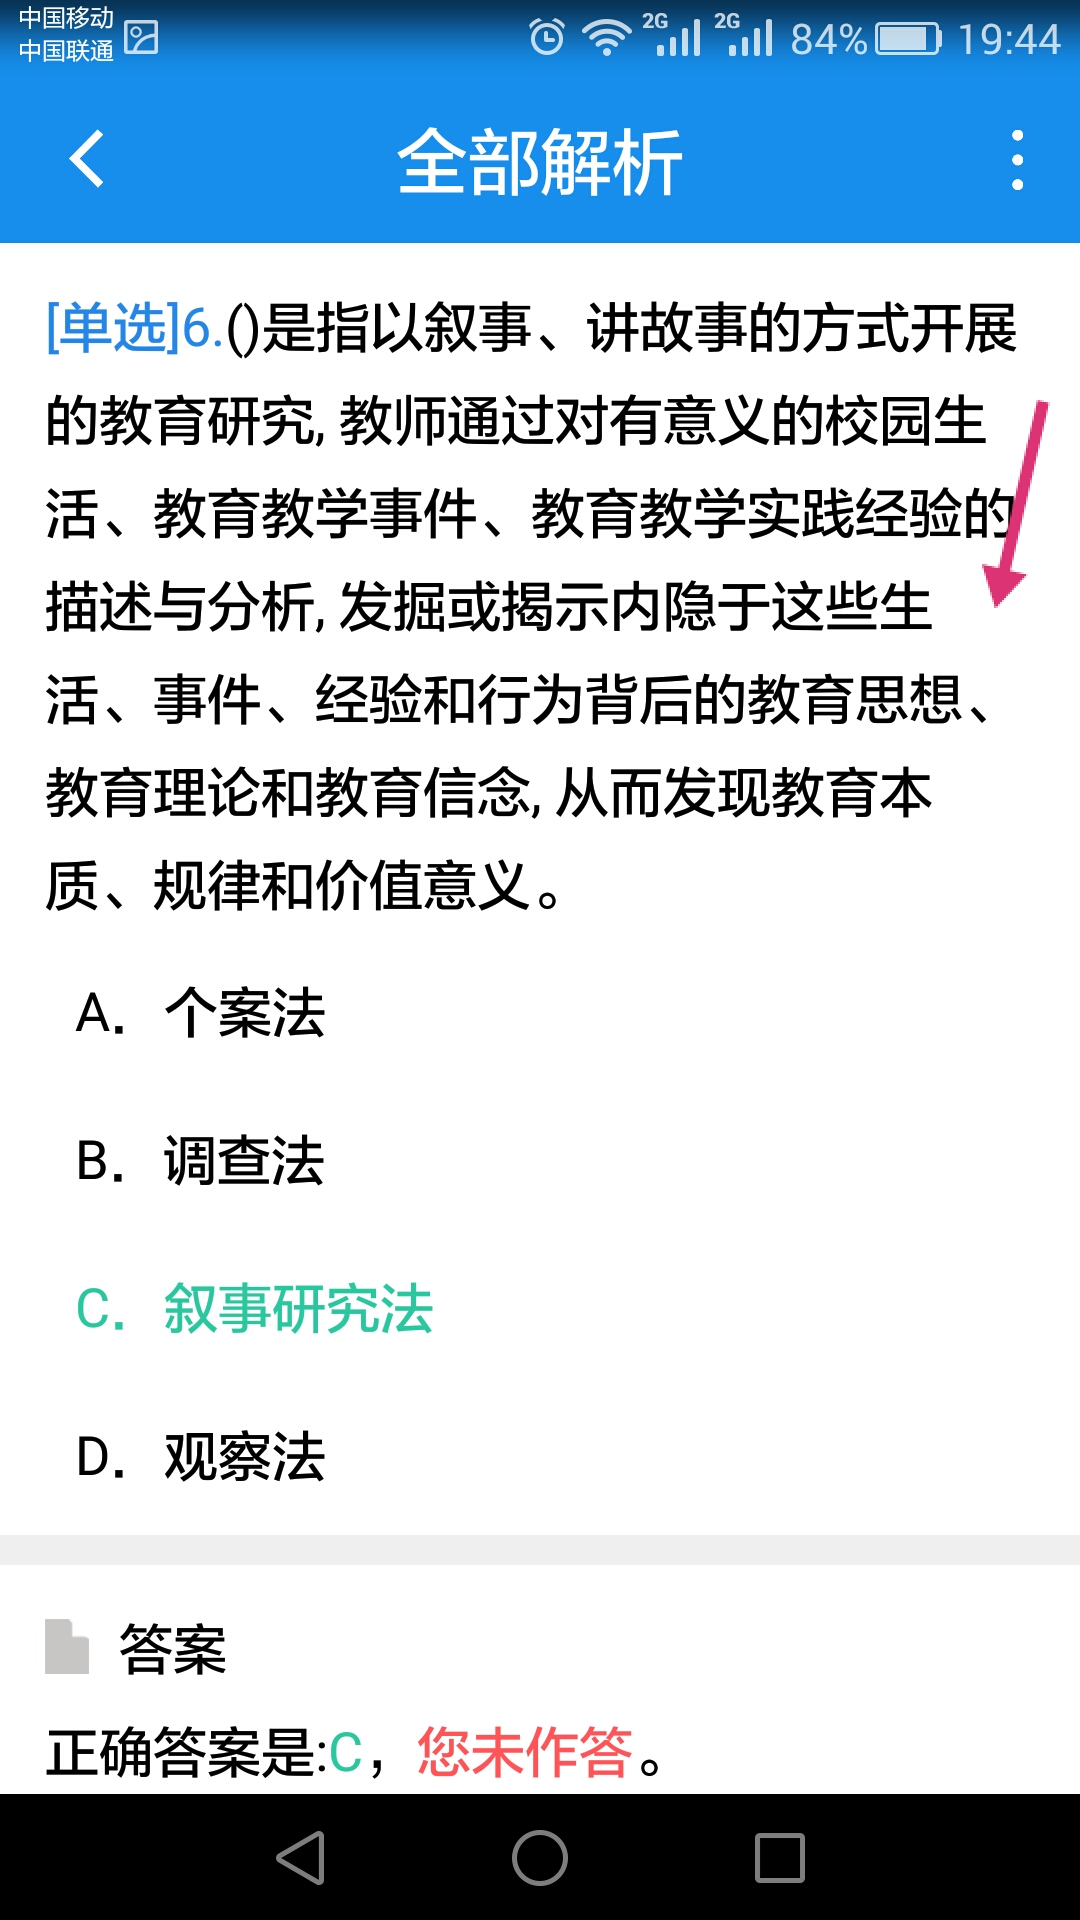 中国移动
中国联通
2G 2G 84% 19:44
全部解析
[单选]6.()是指以叙事、讲故事的方式开展
的教育研究,教师通过对有意义的校园生
活、教育教学事件、教育教学实践经验的
描述与分析,发掘或揭示内隐于这些生
活、事件、经验和行为背后的教育思想、
教育理论和教育信念,从而发现教育本
质、规律和价值意义。
A. 个案法
B. 调查法
C. 叙事研究法
D. 观察法
答案
正确答案是:C，您未作答。